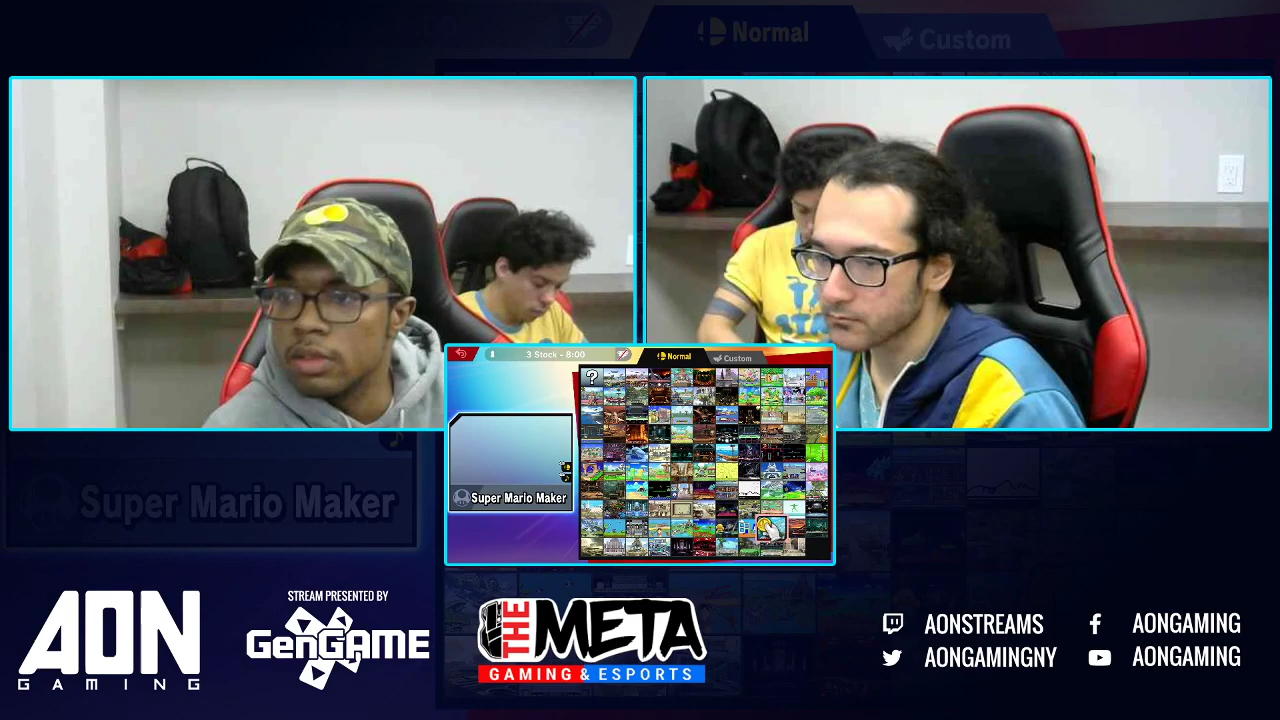 Normal
Custom
3 Stock - 8:00
Normal
Custom
?
Super Mario Maker
Super Mario Maker
AON
GAMING
STREAM PRESENTED BY
GENGAME
THE META
GAMING & ESPORTS
AONSTREAMS
AONGAMING
AONGAMINGNY
AONGAMING